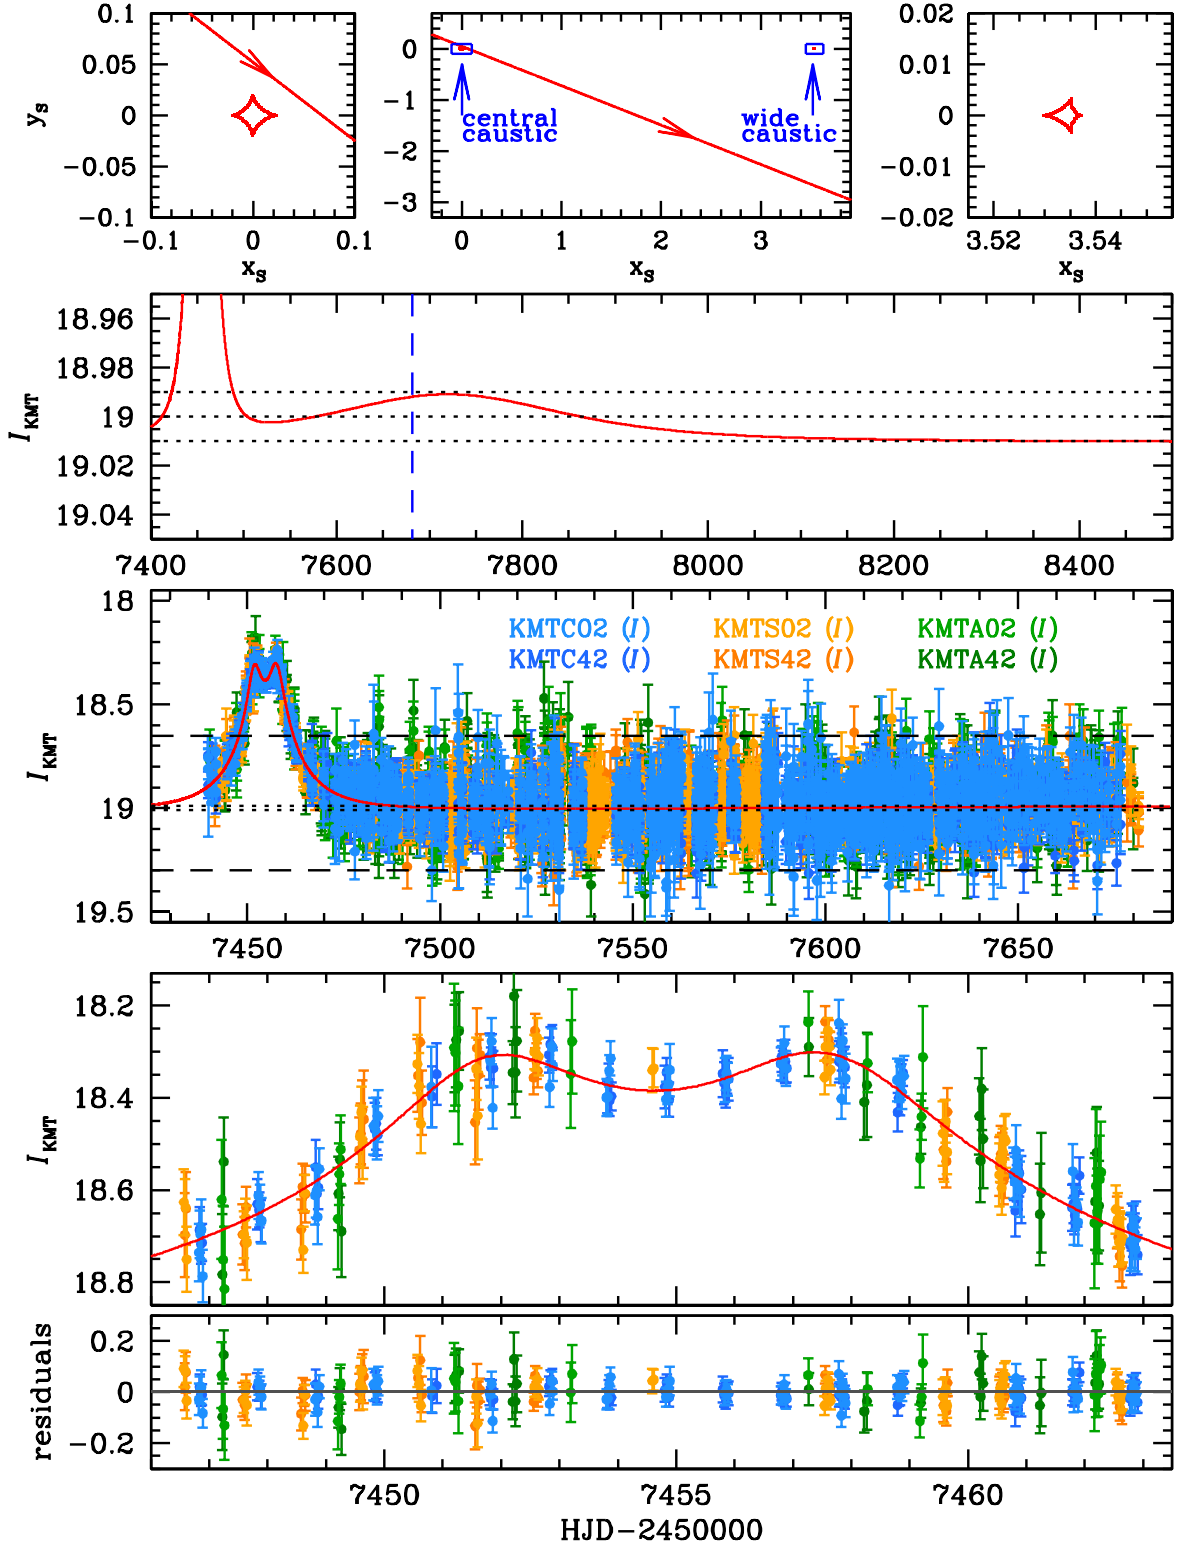 0.1
0.05
0
−0.05
−0.1
y_S
−0.1 0 0.1
x_S
0
−1
−2
−3
central
caustic
wide
caustic
0 1 2 3
x_S
0.02
0.01
0
−0.01
−0.02
3.52 3.54
x_S
18.96
18.98
19
19.02
19.04
I_KMT
7400 7600 7800 8000 8200 8400
18
18.5
19
19.5
I_KMT
KMTC02 (I) KMTS02 (I) KMTA02 (I)
KMTC42 (I) KMTS42 (I) KMTA42 (I)
7450 7500 7550 7600 7650
18.2
18.4
18.6
18.8
I_KMT
0.2
0
−0.2
residuals
7450 7455 7460
HJD−2450000